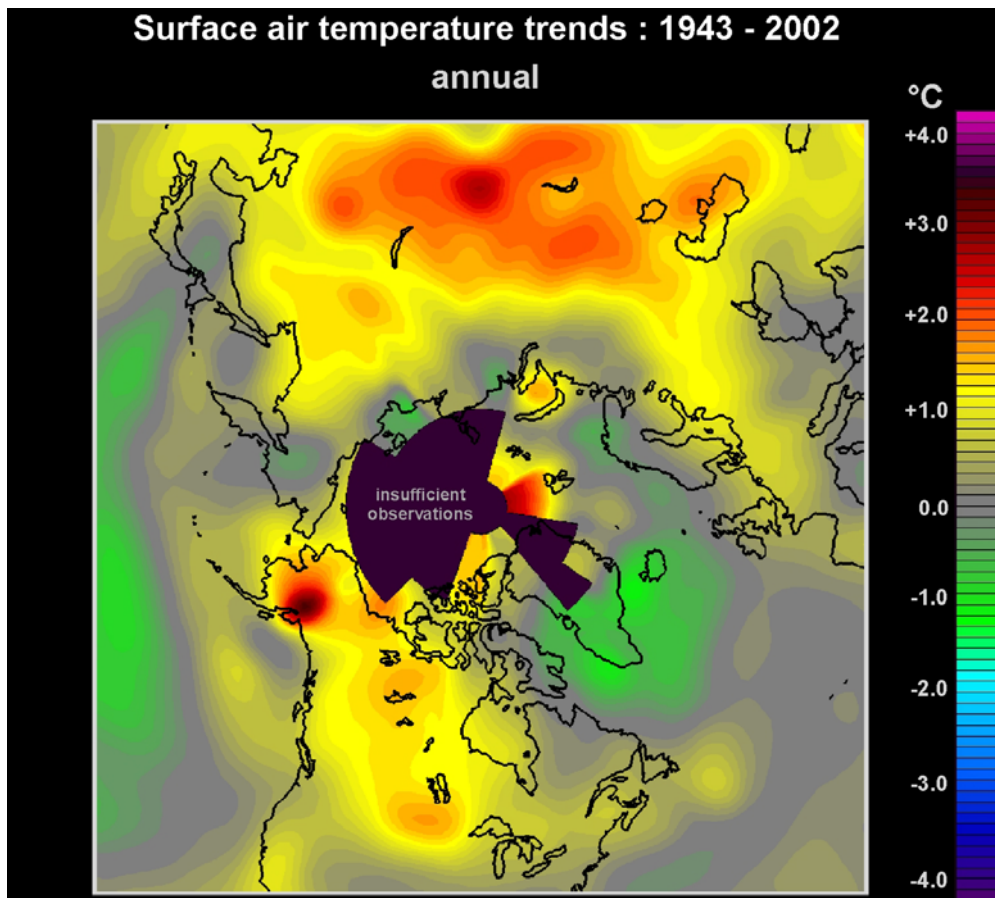 Surface air temperature trends : 1943 - 2002
annual
°C
+4.0
+3.0
+2.0
+1.0
0.0
-1.0
-2.0
-3.0
-4.0
insufficient
observations